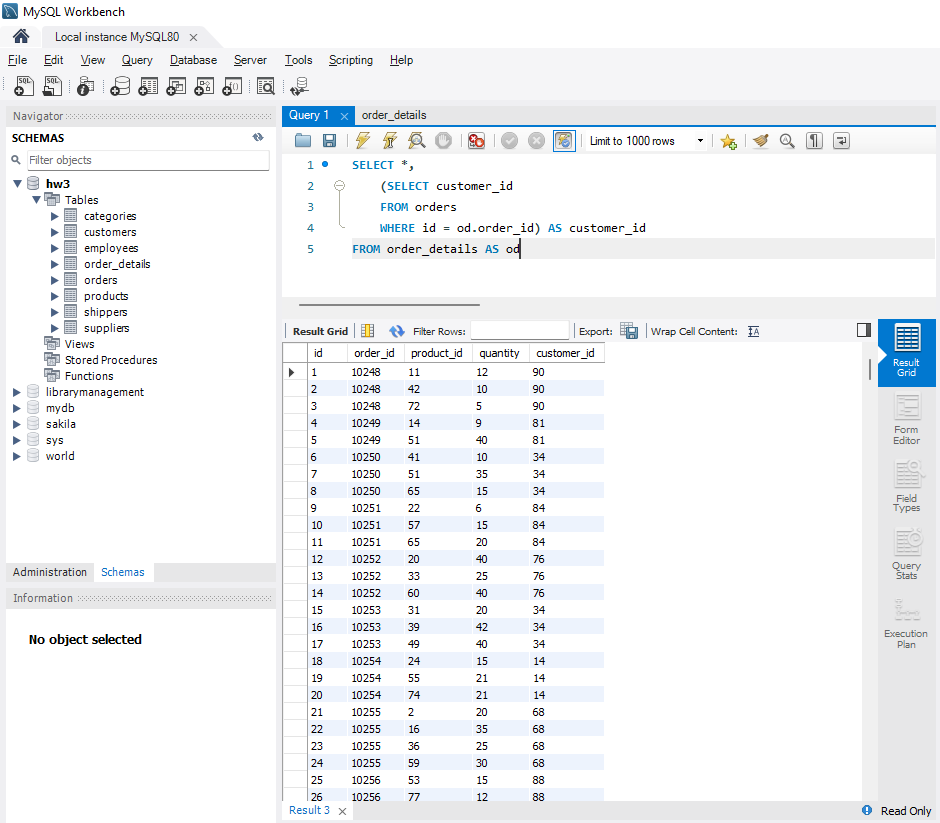 MySQL Workbench
Local instance MySQL80
File Edit View Query Database Server Tools Scripting Help
Navigator
SCHEMAS
Filter objects
hw3
Tables
categories
customers
employees
order_details
orders
products
shippers
suppliers
Views
Stored Procedures
Functions
librarymanagement
mydb
sakila
sys
world
Administration Schemas
Information
No object selected
Query 1 order_details
Limit to 1000 rows
1 SELECT *,
2 (SELECT customer_id
3 FROM orders
4 WHERE id = od.order_id) AS customer_id
5 FROM order_details AS od
Result Grid Filter Rows: Export: Wrap Cell Content:
id order_id product_id quantity customer_id
1 10248 11 12 90
2 10248 42 10 90
3 10248 72 5 90
4 10249 14 9 81
5 10249 51 40 81
6 10250 41 10 34
7 10250 51 35 34
8 10250 65 15 34
9 10251 22 6 84
10 10251 57 15 84
11 10251 65 20 84
12 10252 20 40 76
13 10252 33 25 76
14 10252 60 40 76
15 10253 31 20 34
16 10253 39 42 34
17 10253 49 40 34
18 10254 24 15 14
19 10254 55 21 14
20 10254 74 21 14
21 10255 2 20 68
22 10255 16 35 68
23 10255 36 25 68
24 10255 59 30 68
25 10256 53 15 88
26 10256 77 12 88
Result
Grid
Form
Editor
Field
Types
Query
Stats
Execution
Plan
Result 3
Read Only